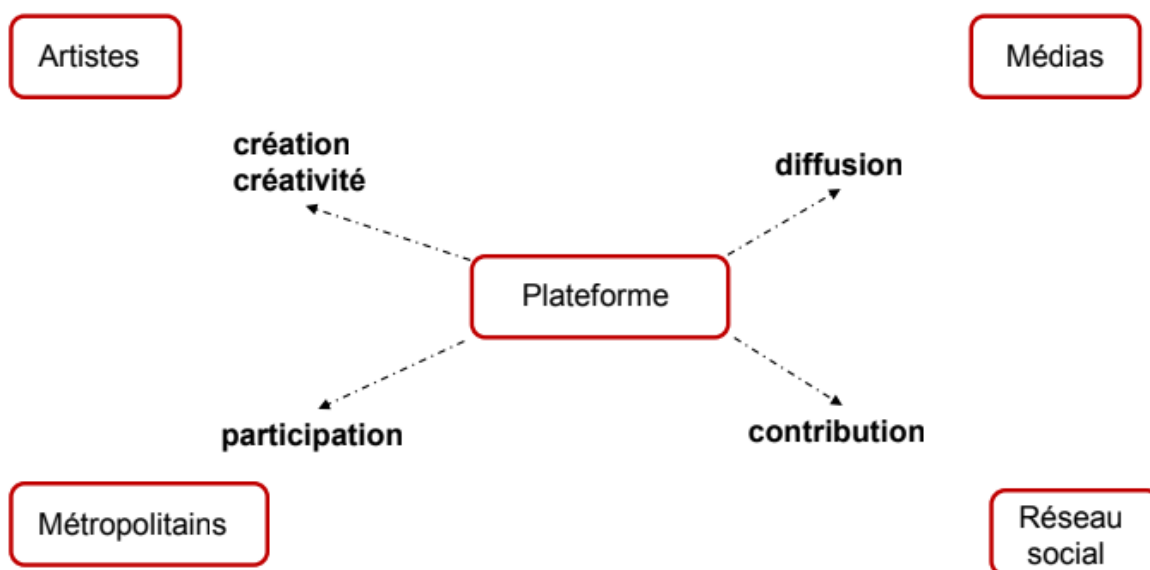 Artistes
Médias
création
créativité
diffusion
Plateforme
participation
contribution
Métropolitains
Réseau
social